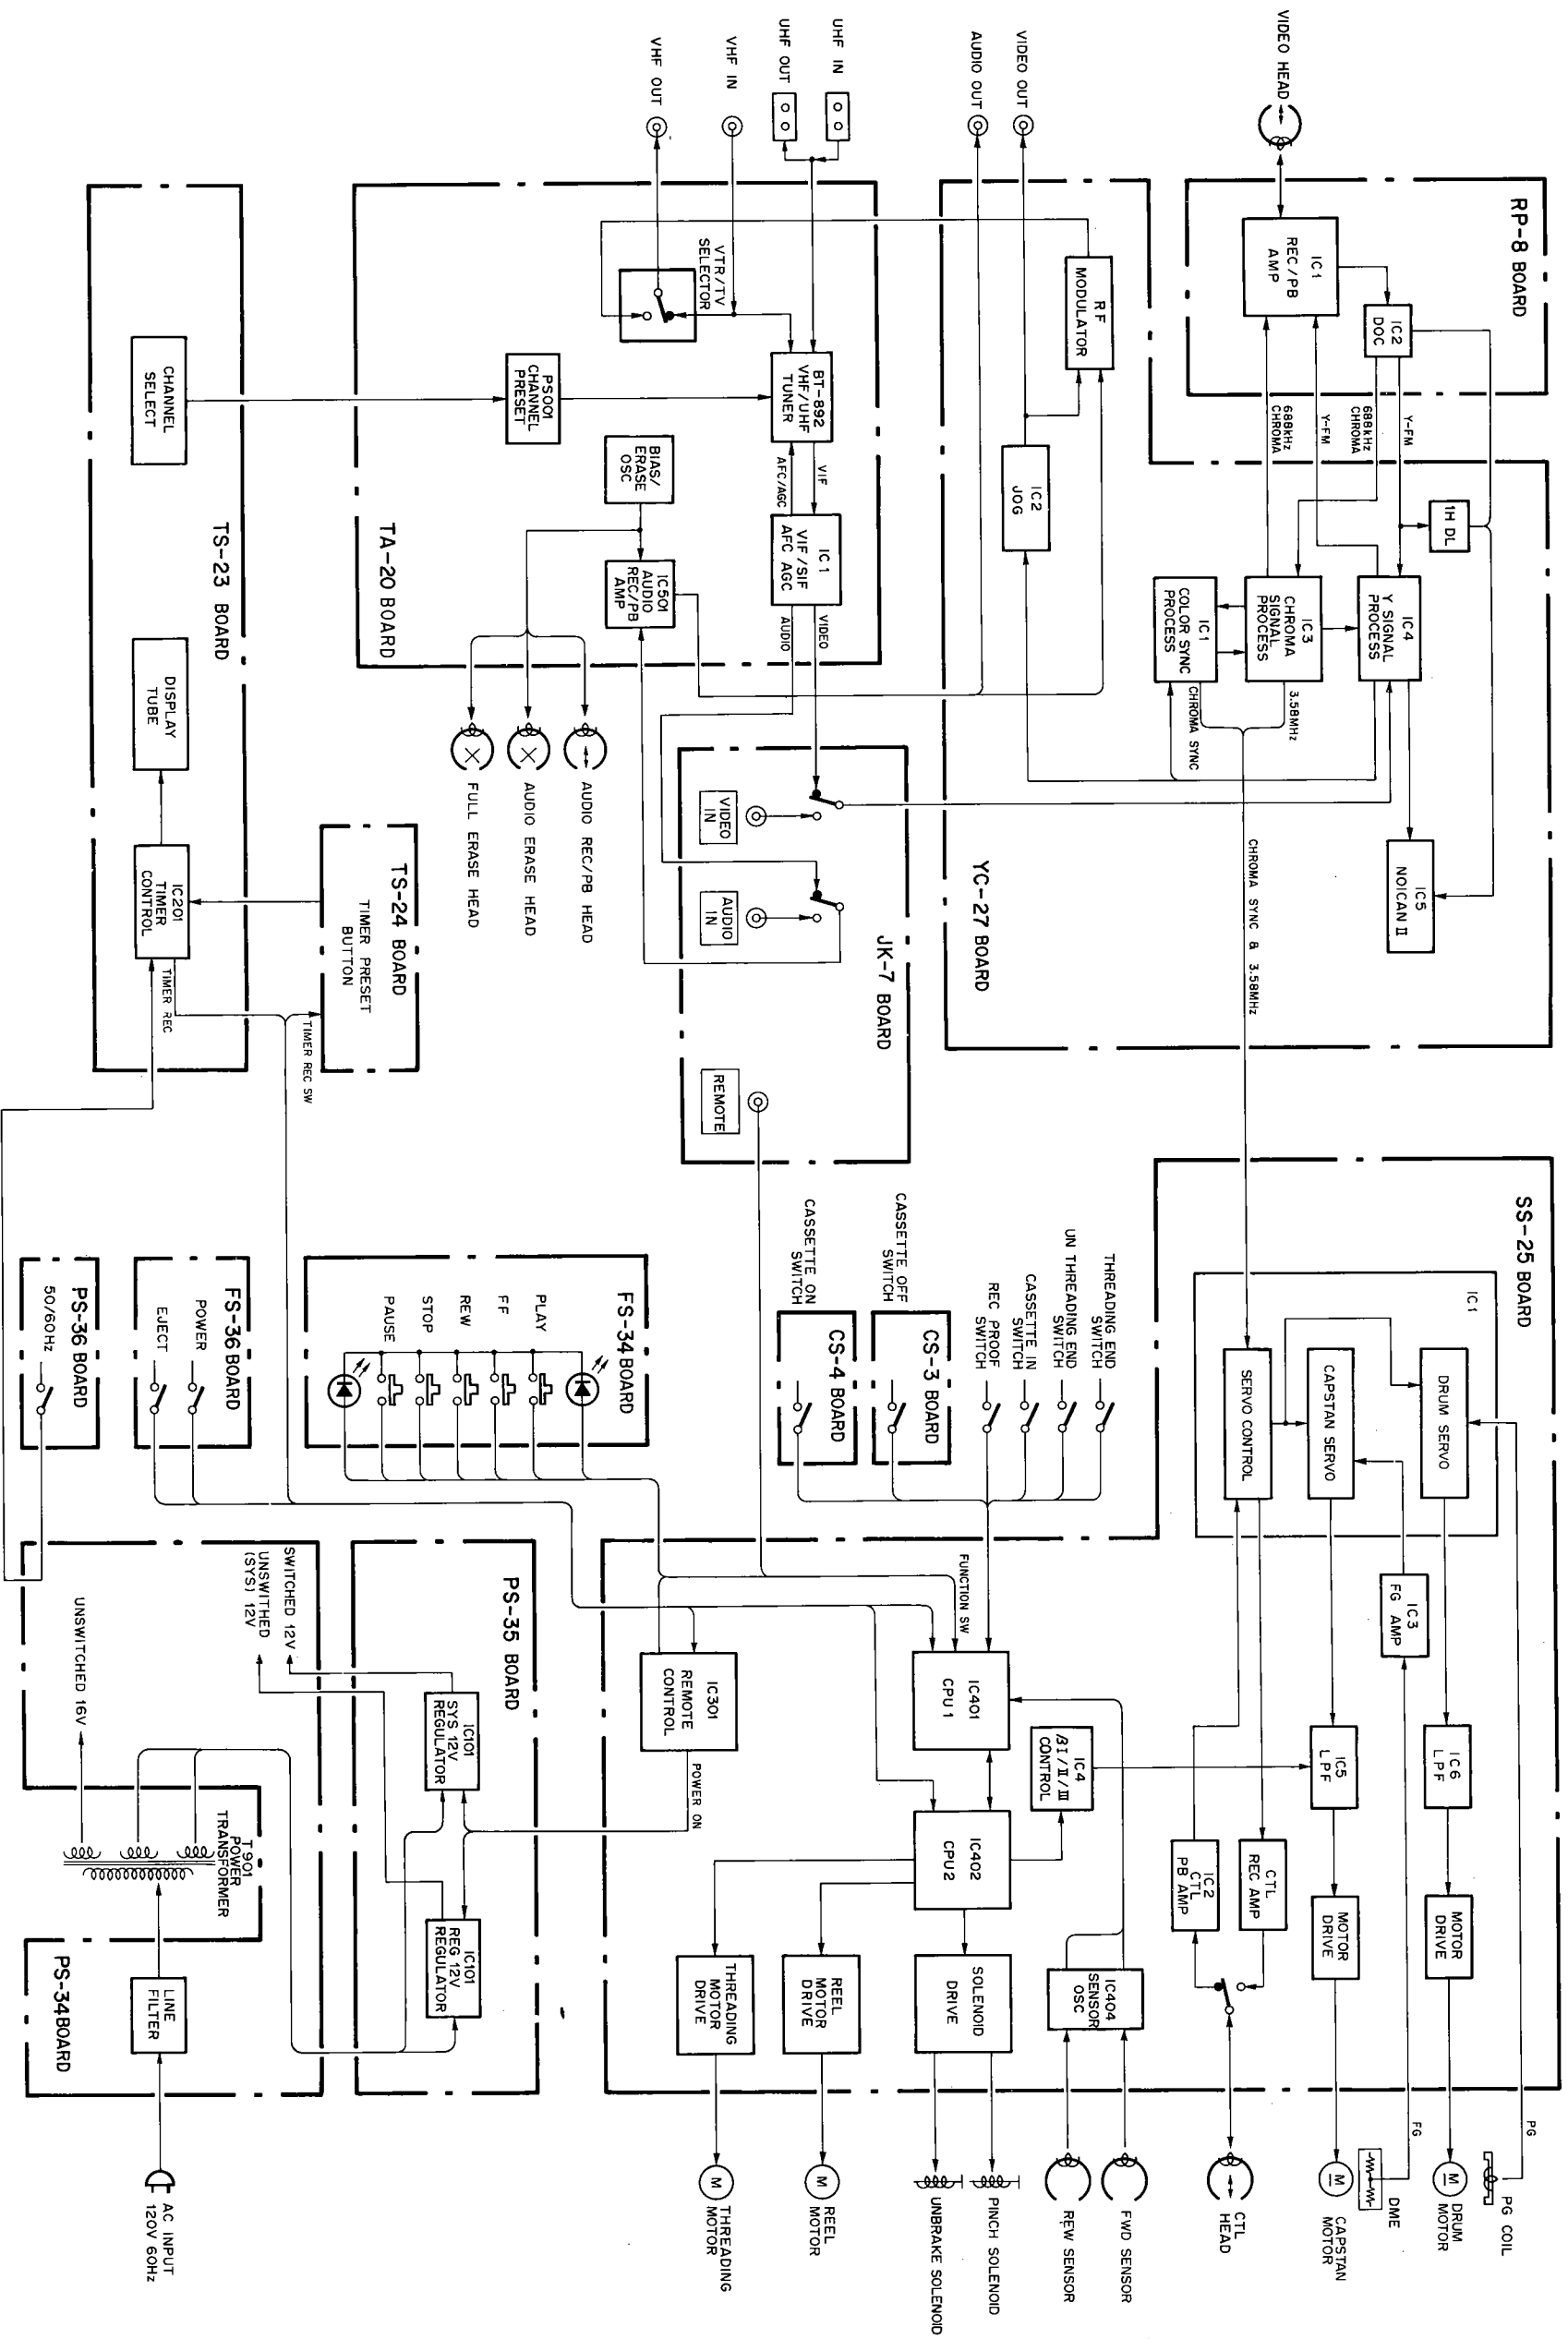 RP-8 BOARD
VIDEO HEAD
IC1
REC/PB
AMP
IC2
DOC
Y-FM
688kHz
CHROMA
Y-FM
688kHz
CHROMA
1H DL
IC4
Y SIGNAL
PROCESS
IC3
CHROMA
SIGNAL
PROCESS
IC1
COLOR SYNC
PROCESS
3.58MHz
CHROMA SYNC
IC5
NOICAN II
CHROMA SYNC & 3.58MHz
YC-27 BOARD
VIDEO OUT
AUDIO OUT
RF
MODULATOR
IC2
JOG
UHF IN
UHF OUT
VHF IN
VHF OUT
VTR/TV
SELECTOR
BT-892
VHF/UHF
TUNER
VIF
AFC/AGC
IC1
VIF/SIF
AFC AGC
VIDEO
AUDIO
PS001
CHANNEL
PRESET
BIAS/
ERASE
OSC
IC501
AUDIO
REC/PB
AMP
TA-20 BOARD
AUDIO REC/PB HEAD
AUDIO ERASE HEAD
FULL ERASE HEAD
VIDEO
IN
AUDIO
IN
JK-7 BOARD
REMOTE
CHANNEL
SELECT
TS-23 BOARD
DISPLAY
TUBE
IC201
TIMER
CONTROL
TIMER REC
TS-24 BOARD
TIMER PRESET
BUTTON
TIMER REC SW
SS-25 BOARD
IC1
DRUM SERVO
CAPSTAN SERVO
SERVO CONTROL
IC3
FG AMP
IC6
LPF
IC5
LPF
MOTOR
DRIVE
MOTOR
DRIVE
CTL
REC AMP
IC2
CTL
PB AMP
PG
FG
PG COIL
DRUM
MOTOR
DME
CAPSTAN
MOTOR
CTL
HEAD
FWD SENSOR
REW SENSOR
PINCH SOLENOID
UNBRAKE SOLENOID
REEL
MOTOR
THREADING
MOTOR
M
M
M
M
THREADING END
SWITCH
UN THREADING END
SWITCH
CASSETTE IN
SWITCH
REC PROOF
SWITCH
CASSETTE OFF
SWITCH
CS-3 BOARD
CASSETTE ON
SWITCH
CS-4 BOARD
FUNCTION SW
IC401
CPU1
IC4
βI/II/III
CONTROL
IC402
CPU2
IC404
SENSOR
OSC
SOLENOID
DRIVE
REEL
MOTOR
DRIVE
THREADING
MOTOR
DRIVE
IC301
REMOTE
CONTROL
POWER ON
FS-34 BOARD
PLAY
FF
REW
STOP
PAUSE
FS-36 BOARD
POWER
EJECT
PS-36 BOARD
50/60Hz
PS-35 BOARD
IC101
SYS 12V
REGULATOR
IC101
REG 12V
REGULATOR
SWITCHED 12V
UNSWITHED
(SYS) 12V
UNSWITCHED 16V
T901
POWER
TRANSFORMER
LINE
FILTER
PS-34 BOARD
AC INPUT
120V 60Hz